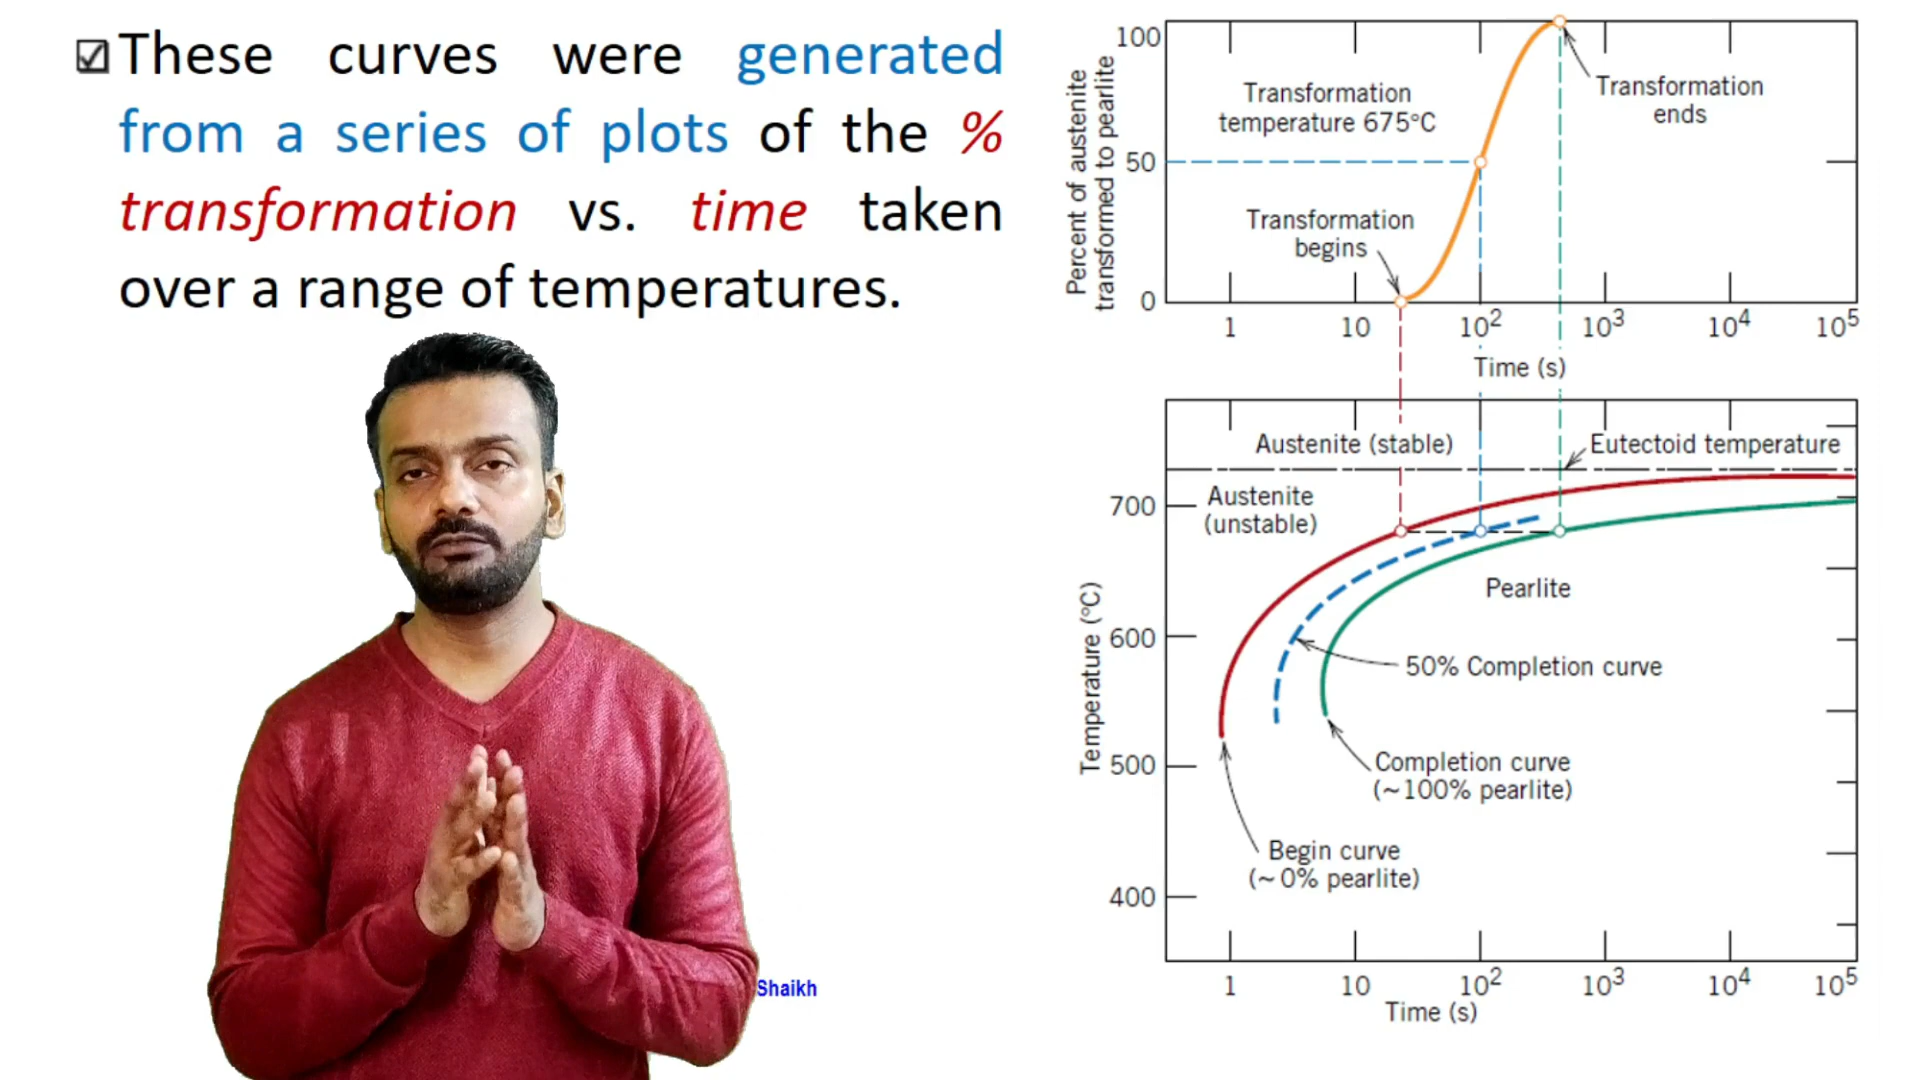 These curves were generated
from a series of plots of the %
transformation vs. time taken
over a range of temperatures.
Shaikh
Percent of austenite
transformed to pearlite
100
50
0
Transformation
temperature 675°C
Transformation
ends
Transformation
begins
1 10 10² 10³ 10⁴ 10⁵
Time (s)
Austenite (stable)
Eutectoid temperature
Austenite
(unstable)
Temperature (°C)
700
600
500
400
Pearlite
50% Completion curve
Completion curve
(~100% pearlite)
Begin curve
(~0% pearlite)
1 10 10² 10³ 10⁴ 10⁵
Time (s)